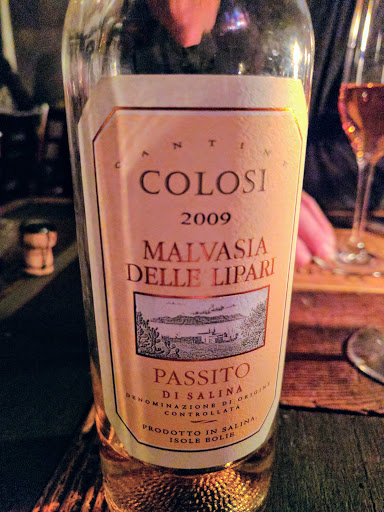 CANTINE
COLOSI
2009
MALVASIA
DELLE LIPARI
PASSITO
DI SALINA
DENOMINAZIONE DI ORIGINE
CONTROLLATA
PRODOTTO IN SALINA,
ISOLE EOLIE